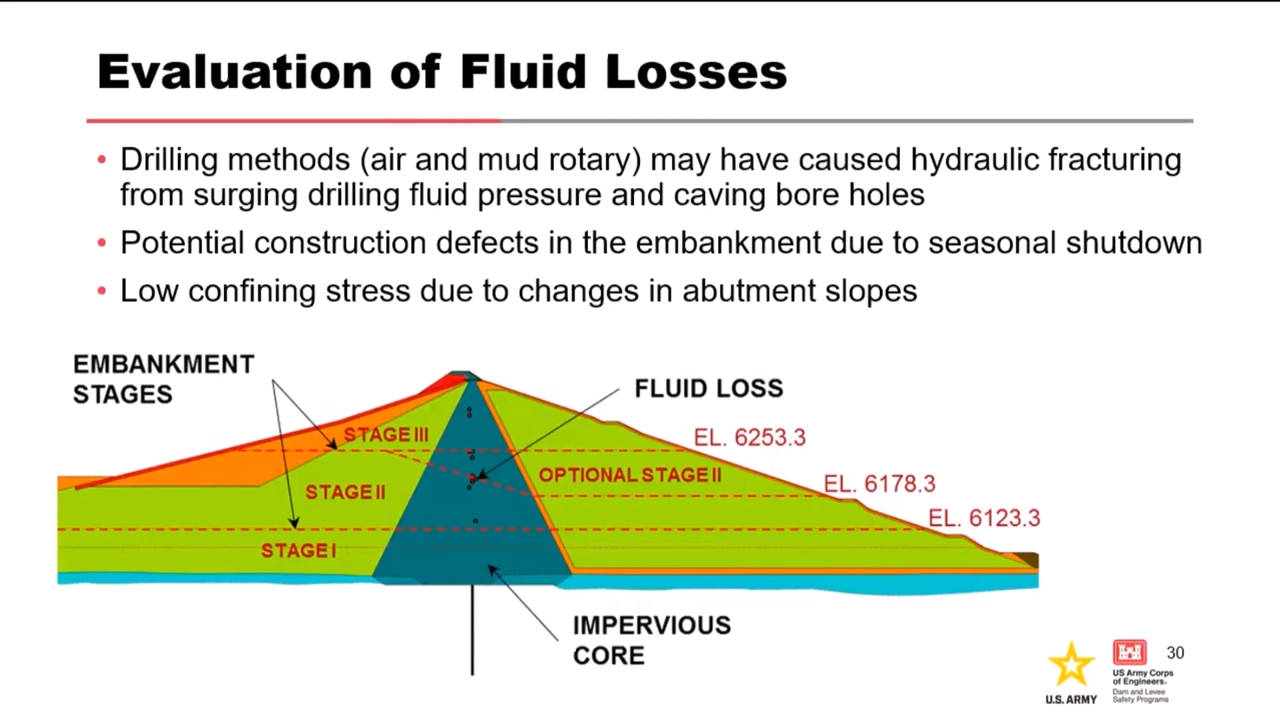 Evaluation of Fluid Losses
• Drilling methods (air and mud rotary) may have caused hydraulic fracturing
from surging drilling fluid pressure and caving bore holes
• Potential construction defects in the embankment due to seasonal shutdown
• Low confining stress due to changes in abutment slopes
EMBANKMENT
STAGES
FLUID LOSS
STAGE III
EL. 6253.3
OPTIONAL STAGE II
EL. 6178.3
STAGE II
EL. 6123.3
STAGE I
IMPERVIOUS
CORE
U.S. ARMY
US Army Corps
of Engineers®
Dam and Levee
Safety Programs
30